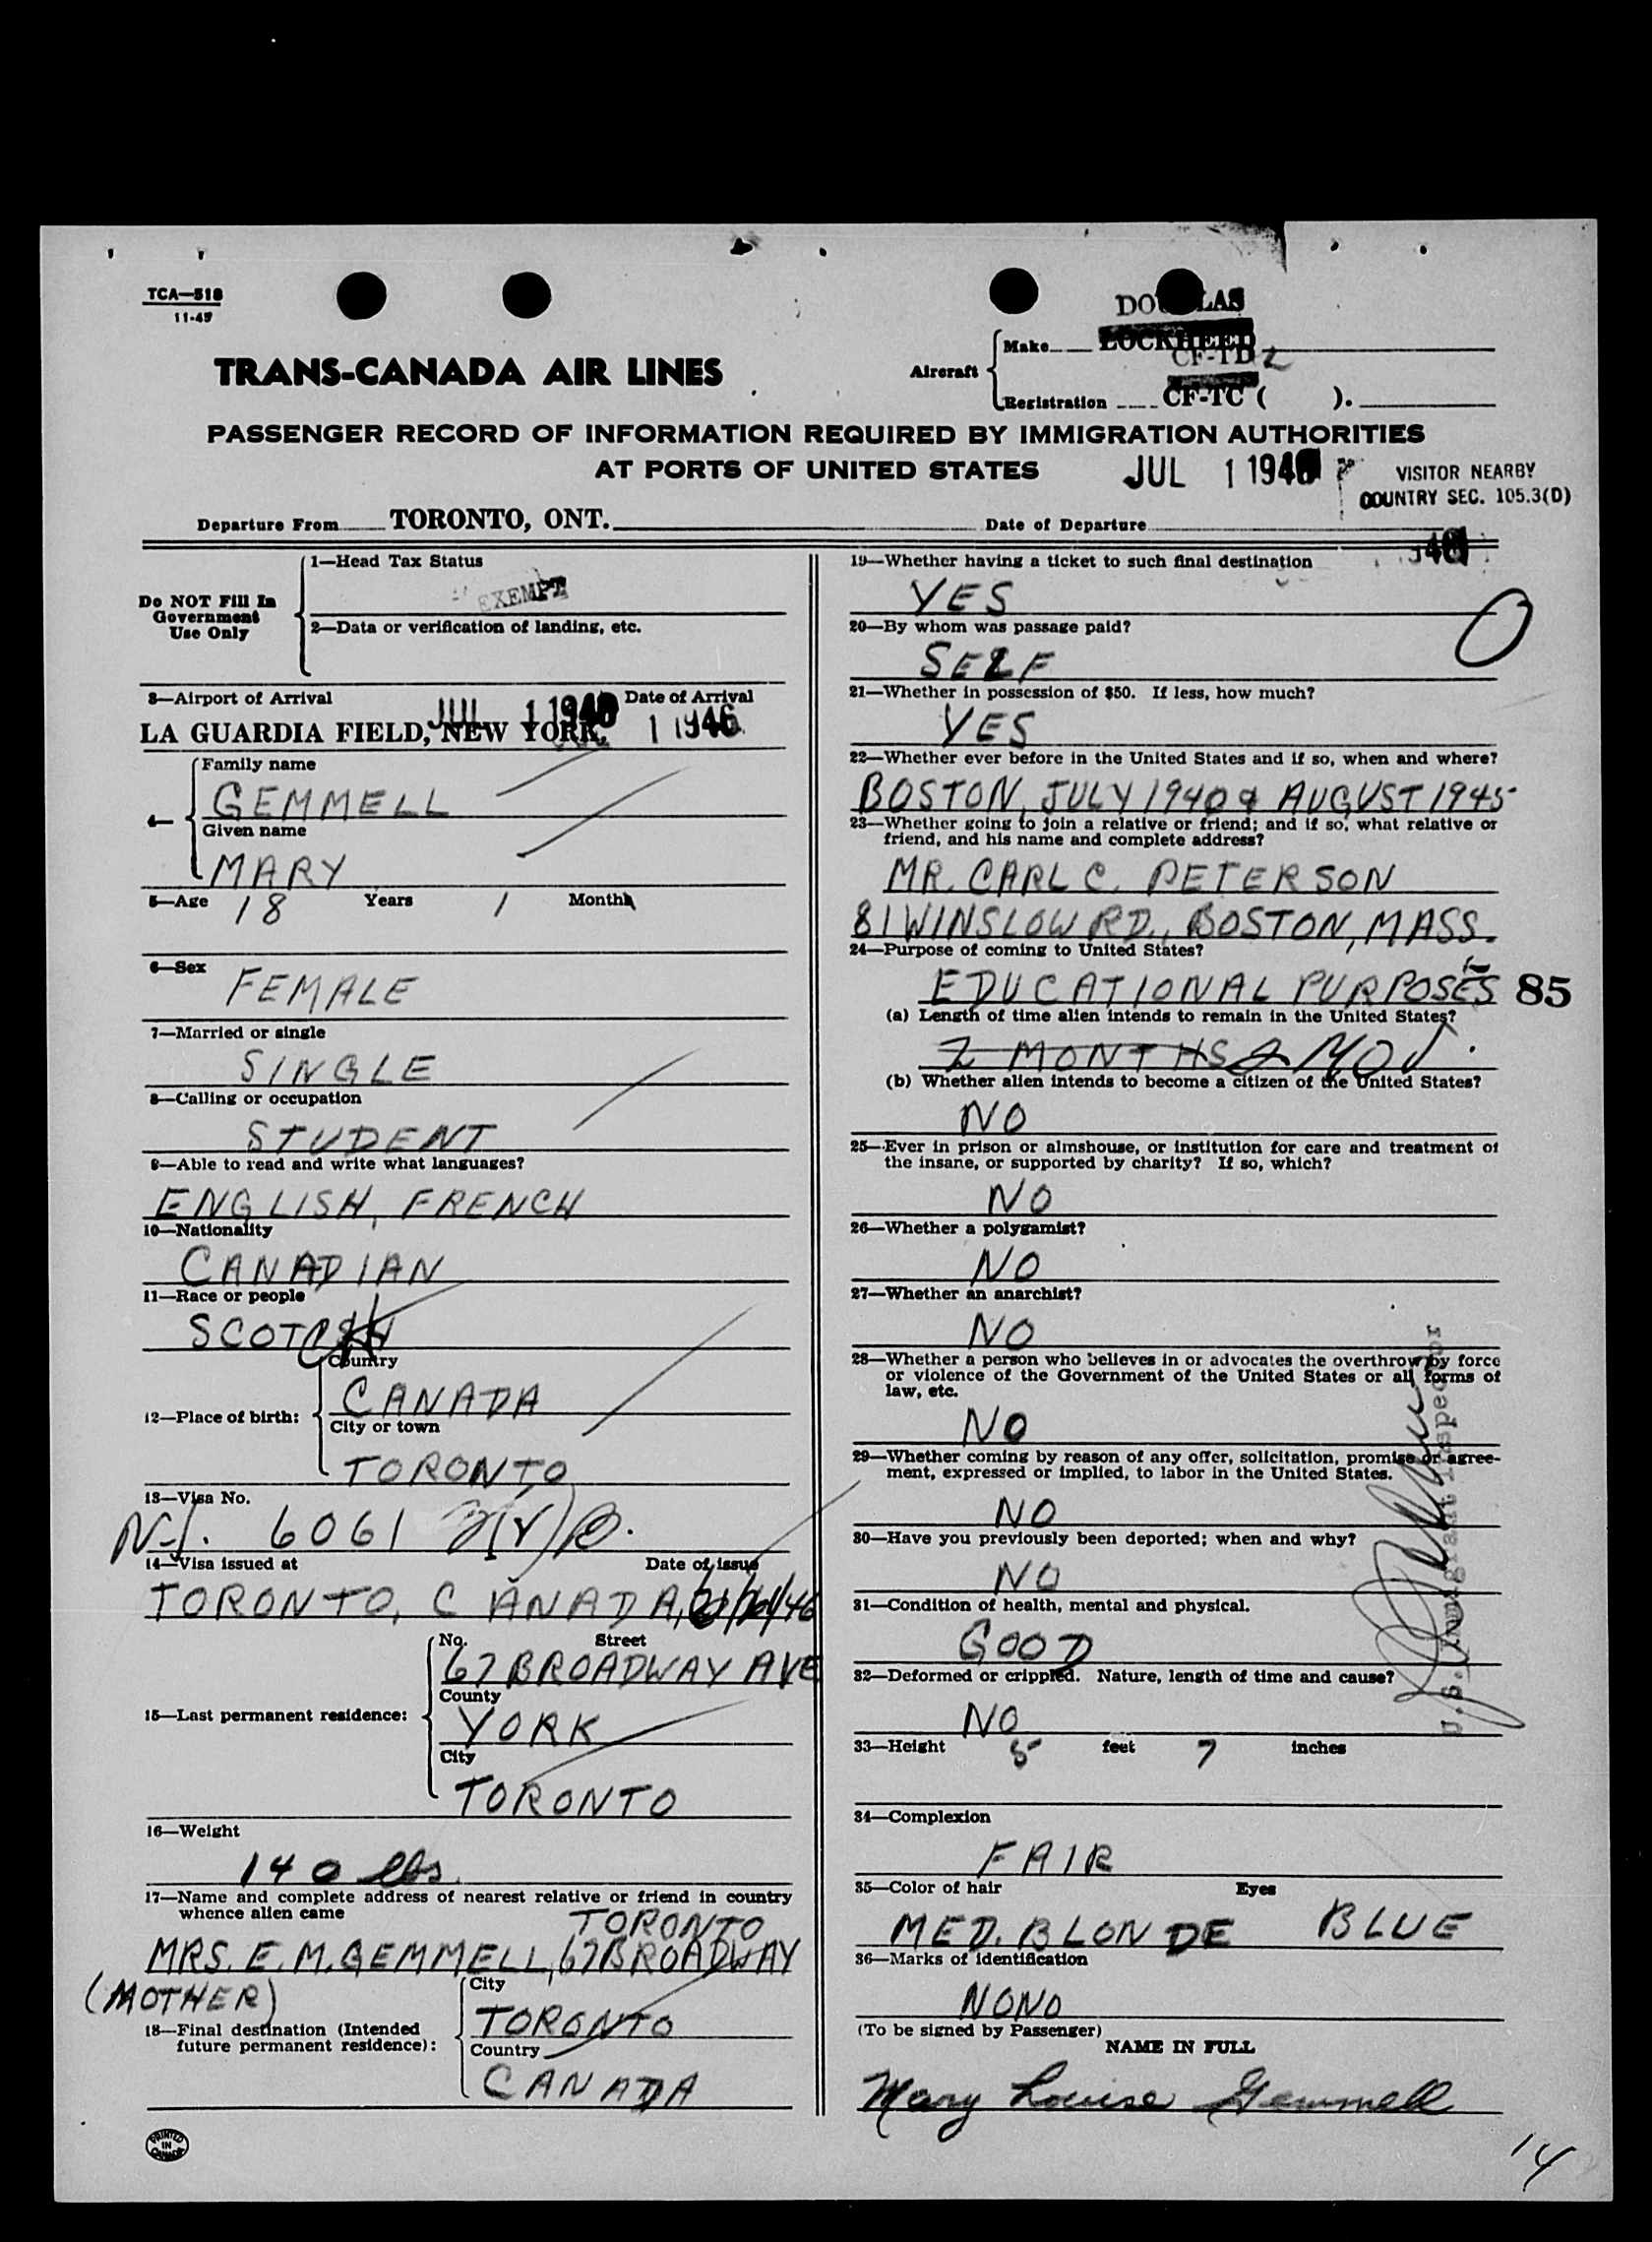 TCA—518
11-45
TRANS-CANADA AIR LINES
DOUGLAS
Aircraft
Make
LOCKHEED
CF-TD Z
Registration
CF-TC ( ).
PASSENGER RECORD OF INFORMATION REQUIRED BY IMMIGRATION AUTHORITIES
AT PORTS OF UNITED STATES
JUL 1 1946
VISITOR NEARBY
COUNTRY SEC. 105.3(D)
Departure From TORONTO, ONT.
Date of Departure
Do NOT Fill In
Government
Use Only
1—Head Tax Status
EXEMPT
2—Data or verification of landing, etc.
3—Airport of Arrival
Date of Arrival
LA GUARDIA FIELD, NEW YORK,
JUL 1 1946
1 1946
4—
Family name
GEMMELL
Given name
MARY
5—Age 18 Years 1 Months
6—Sex
FEMALE
7—Married or single
SINGLE
8—Calling or occupation
STUDENT
9—Able to read and write what languages?
ENGLISH, FRENCH
10—Nationality
CANADIAN
11—Race or people
SCOTCH
12—Place of birth:
Country
CANADA
City or town
TORONTO
13—Visa No.
6061
14—Visa issued at
Date of issue
TORONTO, CANADA,
15—Last permanent residence:
No. Street
67 BROADWAY AVE
County
YORK
City
TORONTO
16—Weight
140 lbs.
17—Name and complete address of nearest relative or friend in country
whence alien came
TORONTO
MRS. E. M. GEMMELL, 67 BROADWAY
(MOTHER)
18—Final destination (Intended
future permanent residence):
City
TORONTO
Country
CANADA
PRINTED
IN
CANADA
19—Whether having a ticket to such final destination
YES
20—By whom was passage paid?
SELF
O
21—Whether in possession of $50. If less, how much?
YES
22—Whether ever before in the United States and if so, when and where?
BOSTON, JULY 1940 & AUGUST 1945
23—Whether going to join a relative or friend; and if so, what relative or
friend, and his name and complete address?
MR. CARL C. PETERSON
81 WINSLOW RD., BOSTON, MASS.
24—Purpose of coming to United States?
EDUCATIONAL PURPOSES
85
(a) Length of time alien intends to remain in the United States?
2 MONTHS 2 MOS.
(b) Whether alien intends to become a citizen of the United States?
NO
25—Ever in prison or almshouse, or institution for care and treatment of
the insane, or supported by charity? If so, which?
NO
26—Whether a polygamist?
NO
27—Whether an anarchist?
NO
28—Whether a person who believes in or advocates the overthrow by force
or violence of the Government of the United States or all forms of
law, etc.
NO
29—Whether coming by reason of any offer, solicitation, promise or agree-
ment, expressed or implied, to labor in the United States.
NO
30—Have you previously been deported; when and why?
NO
31—Condition of health, mental and physical.
GOOD
32—Deformed or crippled. Nature, length of time and cause?
NO
U.S. Immigrant Inspector
33—Height 5 feet 7 inches
34—Complexion
FAIR
35—Color of hair Eyes
MED. BLONDE BLUE
36—Marks of identification
NONO
(To be signed by Passenger)
NAME IN FULL
Mary Louise Gemmell
14